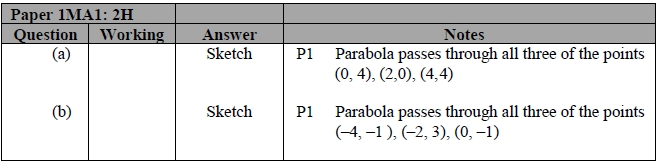 Paper 1MA1: 2H
Question Working Answer Notes
(a) Sketch P1 Parabola passes through all three of the points
(0, 4), (2,0), (4,4)
(b) Sketch P1 Parabola passes through all three of the points
(–4, –1 ), (–2, 3), (0, –1)